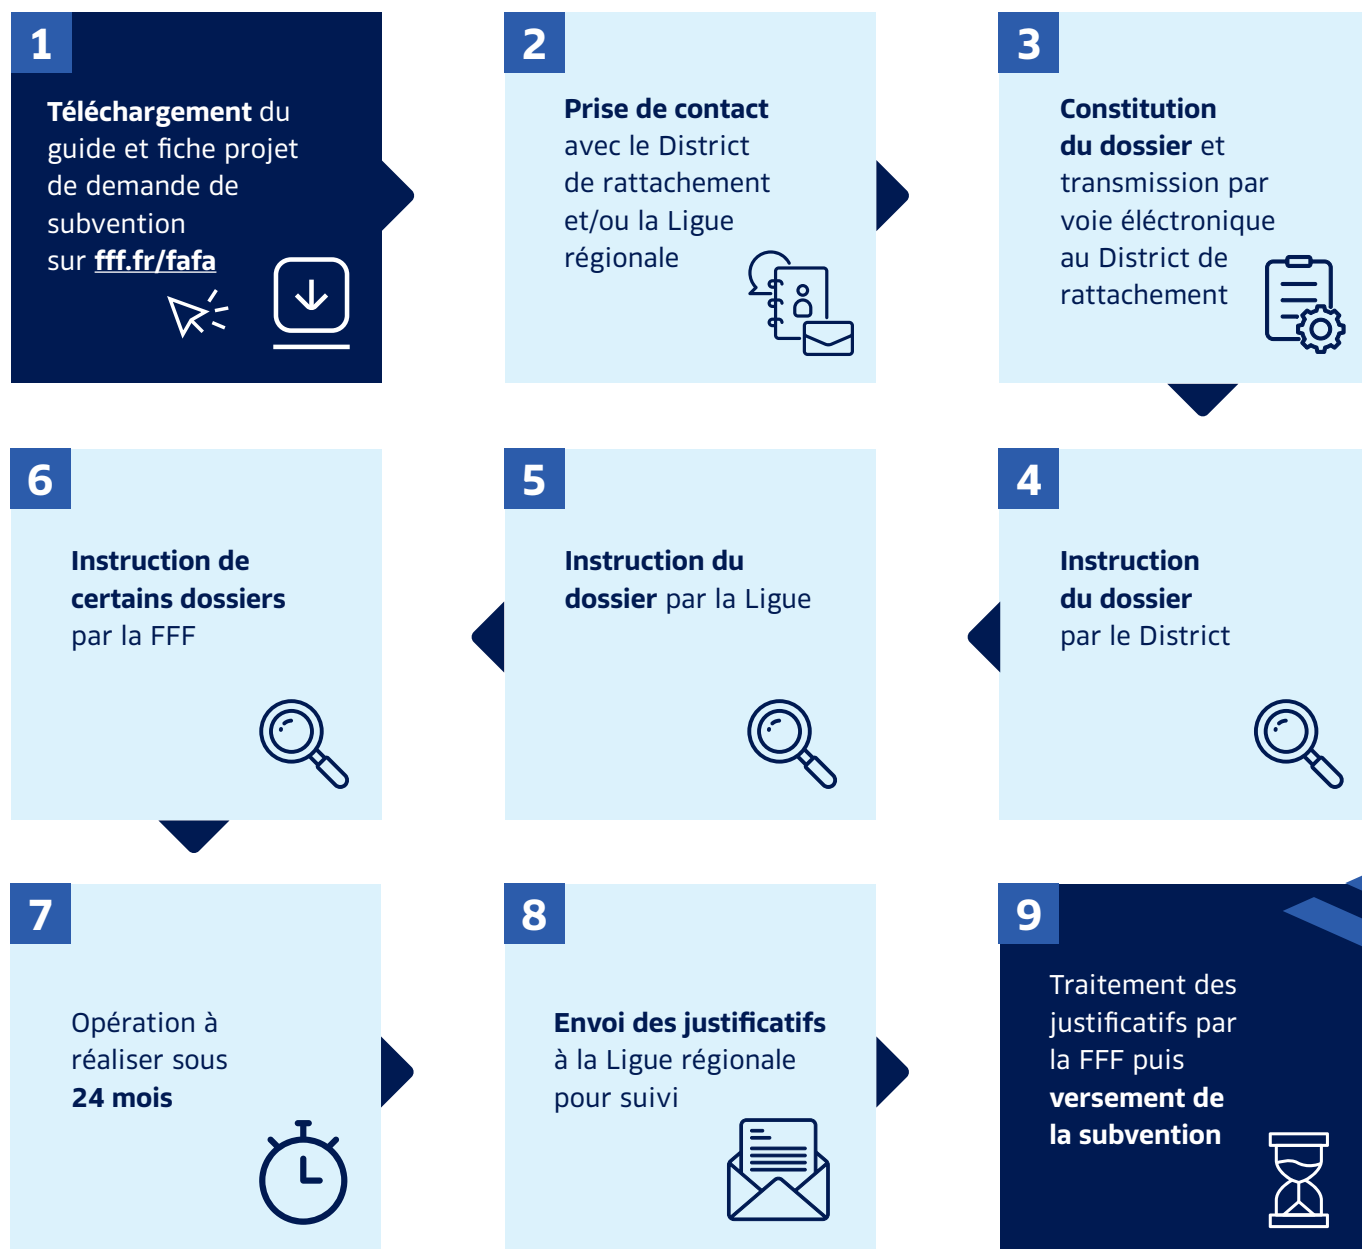 1
Téléchargement du
guide et fiche projet
de demande de
subvention
sur fff.fr/fafa
2
Prise de contact
avec le District
de rattachement
et/ou la Ligue
régionale
3
Constitution
du dossier et
transmission par
voie éléctronique
au District de
rattachement
4
Instruction
du dossier
par le District
5
Instruction du
dossier par la Ligue
6
Instruction de
certains dossiers
par la FFF
7
Opération à
réaliser sous
24 mois
8
Envoi des justificatifs
à la Ligue régionale
pour suivi
9
Traitement des
justificatifs par
la FFF puis
versement de
la subvention